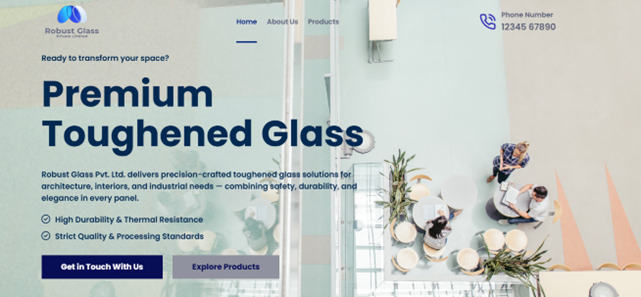 Robust Glass
Private Limited
Home About Us Products
Phone Number
12345 67890
Ready to transform your space?
Premium
Toughened Glass
Robust Glass Pvt. Ltd. delivers precision-crafted toughened glass solutions for
architecture, interiors, and industrial needs — combining safety, durability, and
elegance in every panel.
High Durability & Thermal Resistance
Strict Quality & Processing Standards
Get in Touch With Us
Explore Products